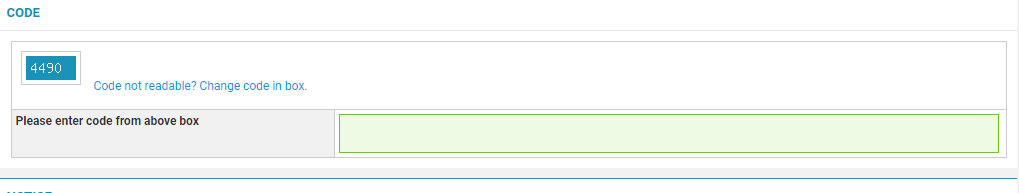 CODE
4490
Code not readable? Change code in box.
Please enter code from above box